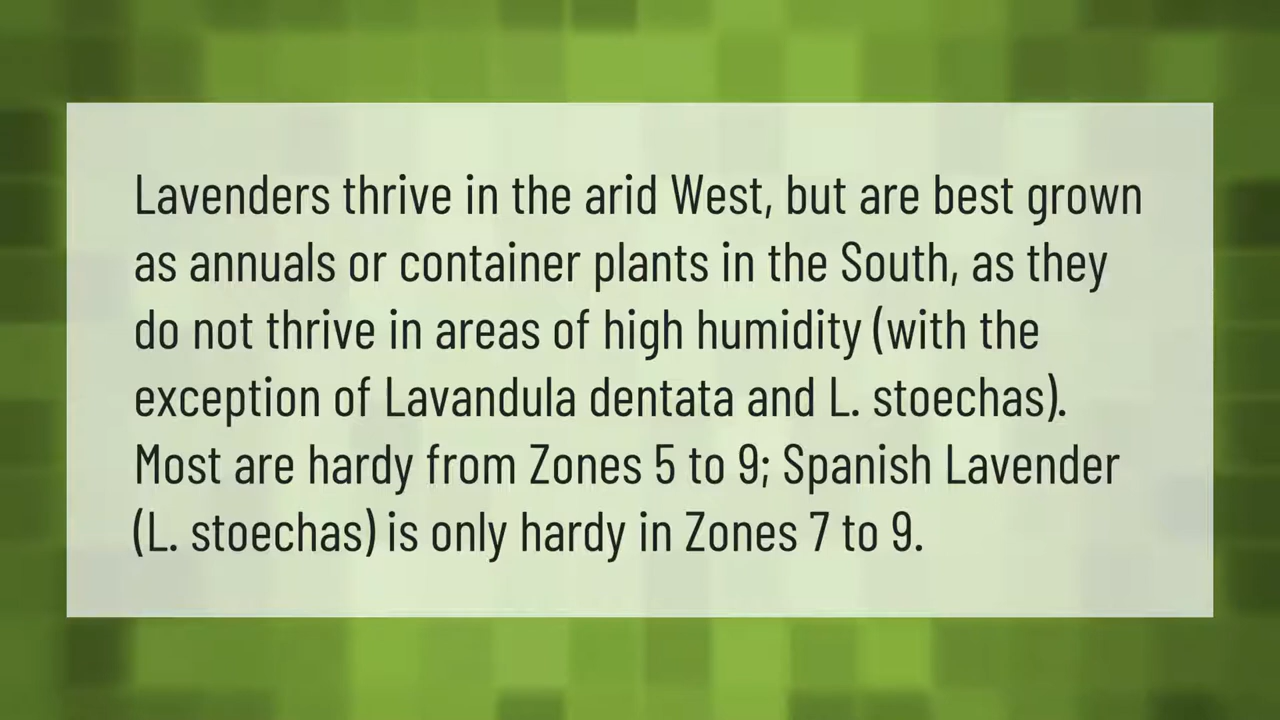 Lavenders thrive in the arid West, but are best grown
as annuals or container plants in the South, as they
do not thrive in areas of high humidity (with the
exception of Lavandula dentata and L. stoechas).
Most are hardy from Zones 5 to 9; Spanish Lavender
(L. stoechas) is only hardy in Zones 7 to 9.